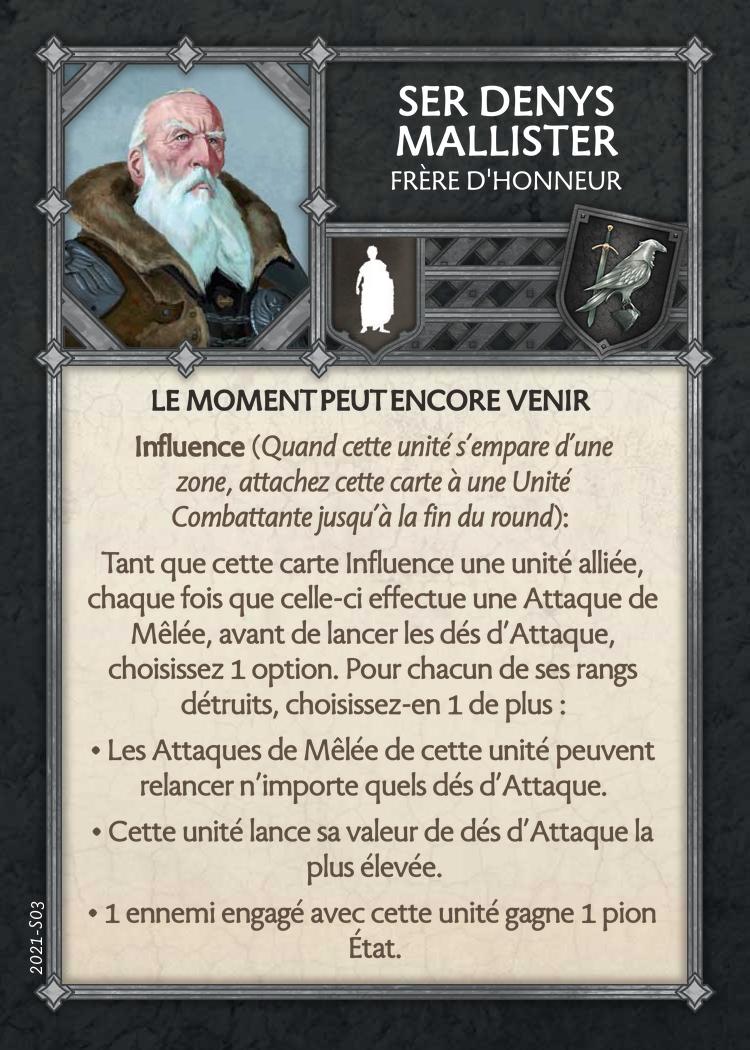 SER DENYS
MALLISTER
FRÈRE D'HONNEUR
LE MOMENT PEUT ENCORE VENIR
Influence (Quand cette unité s'empare d'une
zone, attachez cette carte à une Unité
Combattante jusqu'à la fin du round):
Tant que cette carte Influence une unité alliée,
chaque fois que celle-ci effectue une Attaque de
Mêlée, avant de lancer les dés d'Attaque,
choisissez 1 option. Pour chacun de ses rangs
détruits, choisissez-en 1 de plus :
• Les Attaques de Mêlée de cette unité peuvent
relancer n'importe quels dés d'Attaque.
• Cette unité lance sa valeur de dés d'Attaque la
plus élevée.
• 1 ennemi engagé avec cette unité gagne 1 pion
État.
2021-S03